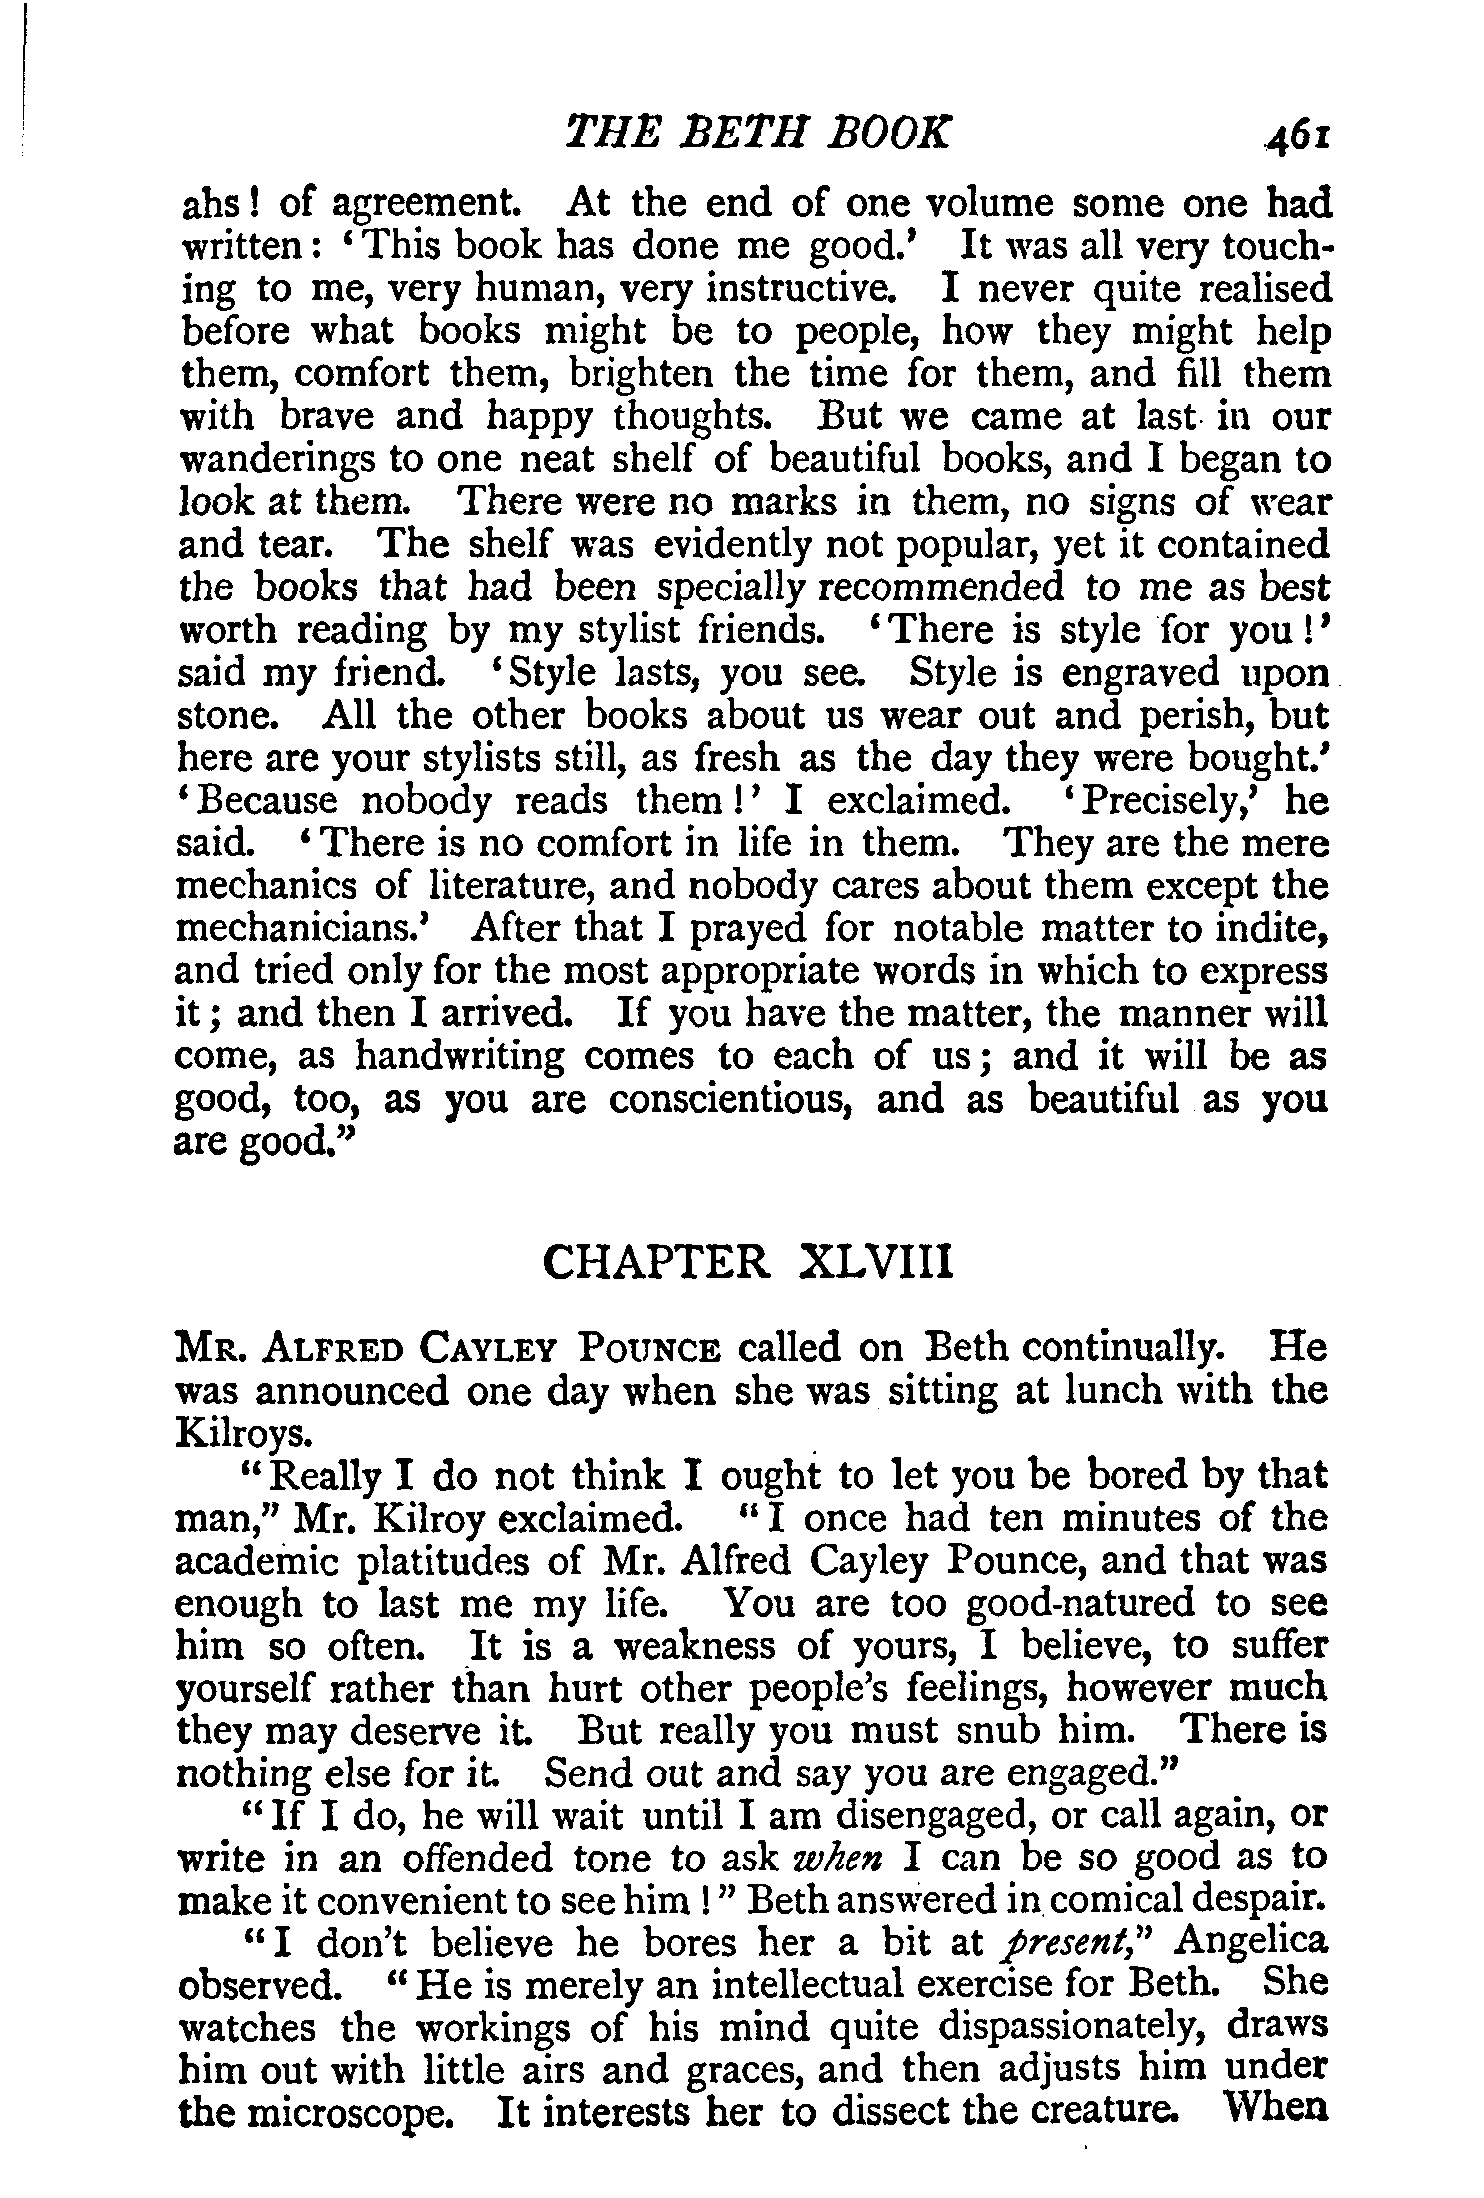 THE BETH BOOK 461
ahs! of agreement. At the end of one volume some one had
written: ‘This book has done me good.’ It was all very touch-
ing to me, very human, very instructive. I never quite realised
before what books might be to people, how they might help
them, comfort them, brighten the time for them, and fill them
with brave and happy thoughts. But we came at last in our
wanderings to one neat shelf of beautiful books, and I began to
look at them. There were no marks in them, no signs of wear
and tear. The shelf was evidently not popular, yet it contained
the books that had been specially recommended to me as best
worth reading by my stylist friends. ‘There is style for you!’
said my friend. ‘Style lasts, you see. Style is engraved upon
stone. All the other books about us wear out and perish, but
here are your stylists still, as fresh as the day they were bought.’
‘Because nobody reads them!’ I exclaimed. ‘Precisely,’ he
said. ‘There is no comfort in life in them. They are the mere
mechanics of literature, and nobody cares about them except the
mechanicians.’ After that I prayed for notable matter to indite,
and tried only for the most appropriate words in which to express
it; and then I arrived. If you have the matter, the manner will
come, as handwriting comes to each of us; and it will be as
good, too, as you are conscientious, and as beautiful as you
are good.”
CHAPTER XLVIII
MR. ALFRED CAYLEY POUNCE called on Beth continually. He
was announced one day when she was sitting at lunch with the
Kilroys.
“Really I do not think I ought to let you be bored by that
man,” Mr. Kilroy exclaimed. “I once had ten minutes of the
academic platitudes of Mr. Alfred Cayley Pounce, and that was
enough to last me my life. You are too good-natured to see
him so often. It is a weakness of yours, I believe, to suffer
yourself rather than hurt other people’s feelings, however much
they may deserve it. But really you must snub him. There is
nothing else for it. Send out and say you are engaged.”
“If I do, he will wait until I am disengaged, or call again, or
write in an offended tone to ask when I can be so good as to
make it convenient to see him!” Beth answered in comical despair.
“I don’t believe he bores her a bit at present,” Angelica
observed. “He is merely an intellectual exercise for Beth. She
watches the workings of his mind quite dispassionately, draws
him out with little airs and graces, and then adjusts him under
the microscope. It interests her to dissect the creature. When